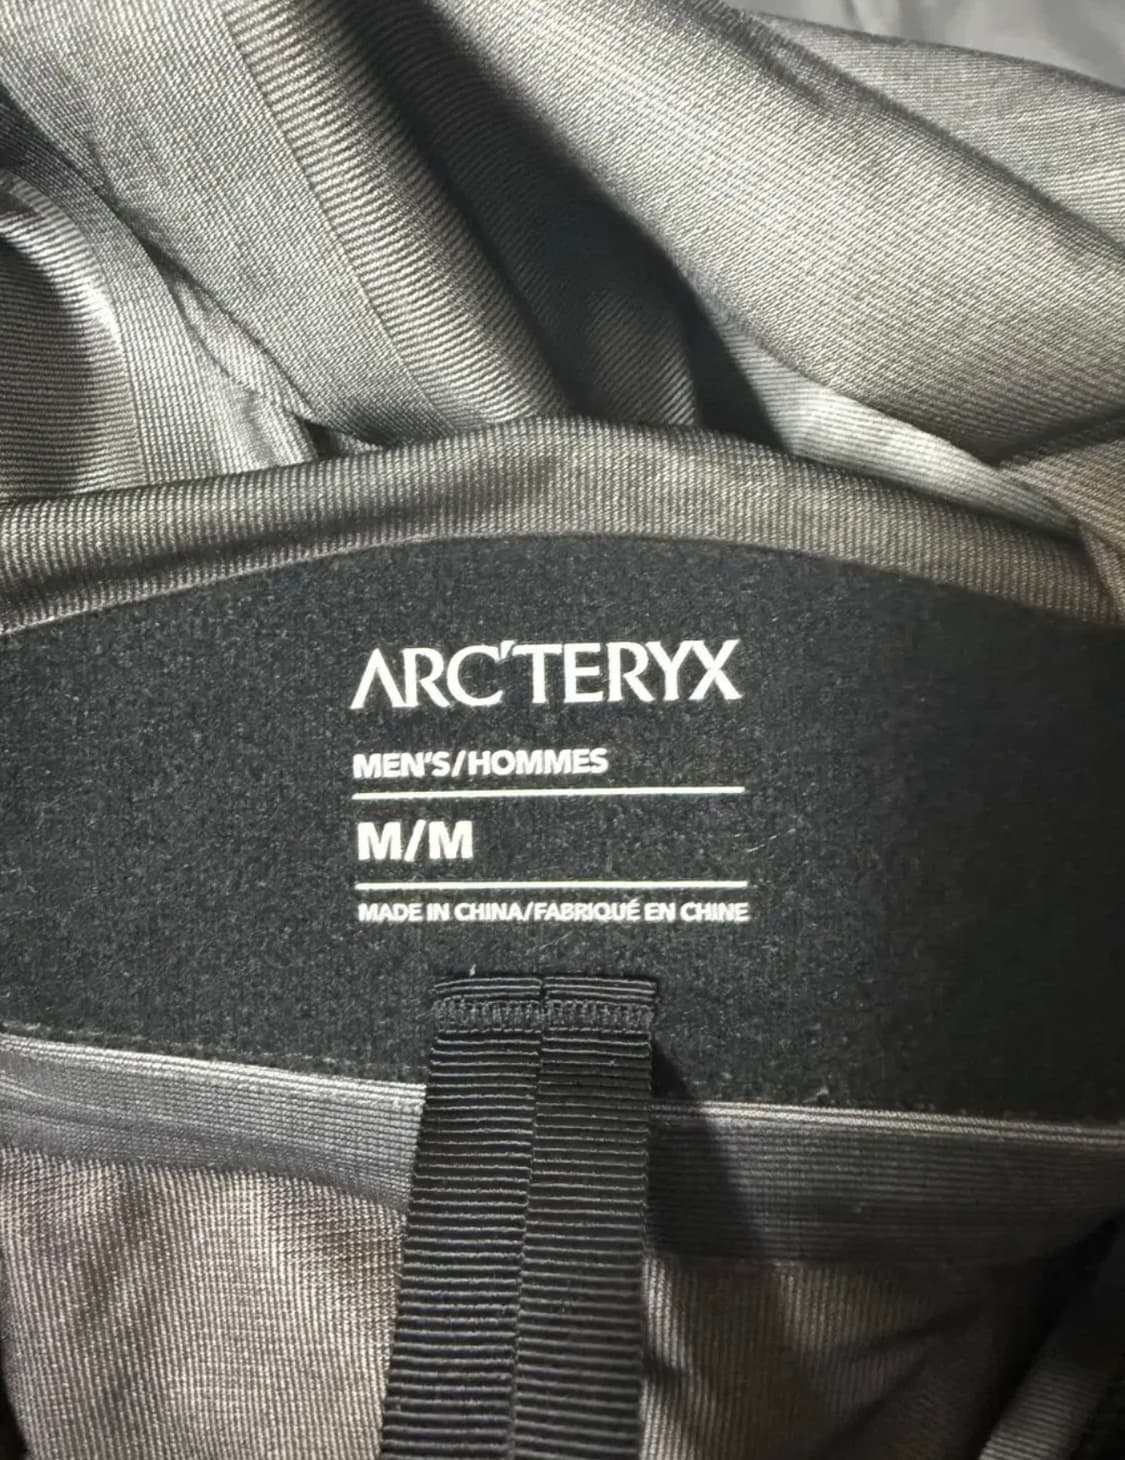 ARC'TERYX
MEN'S/HOMMES
M/M
MADE IN CHINA/FABRIQUÉ EN CHINE